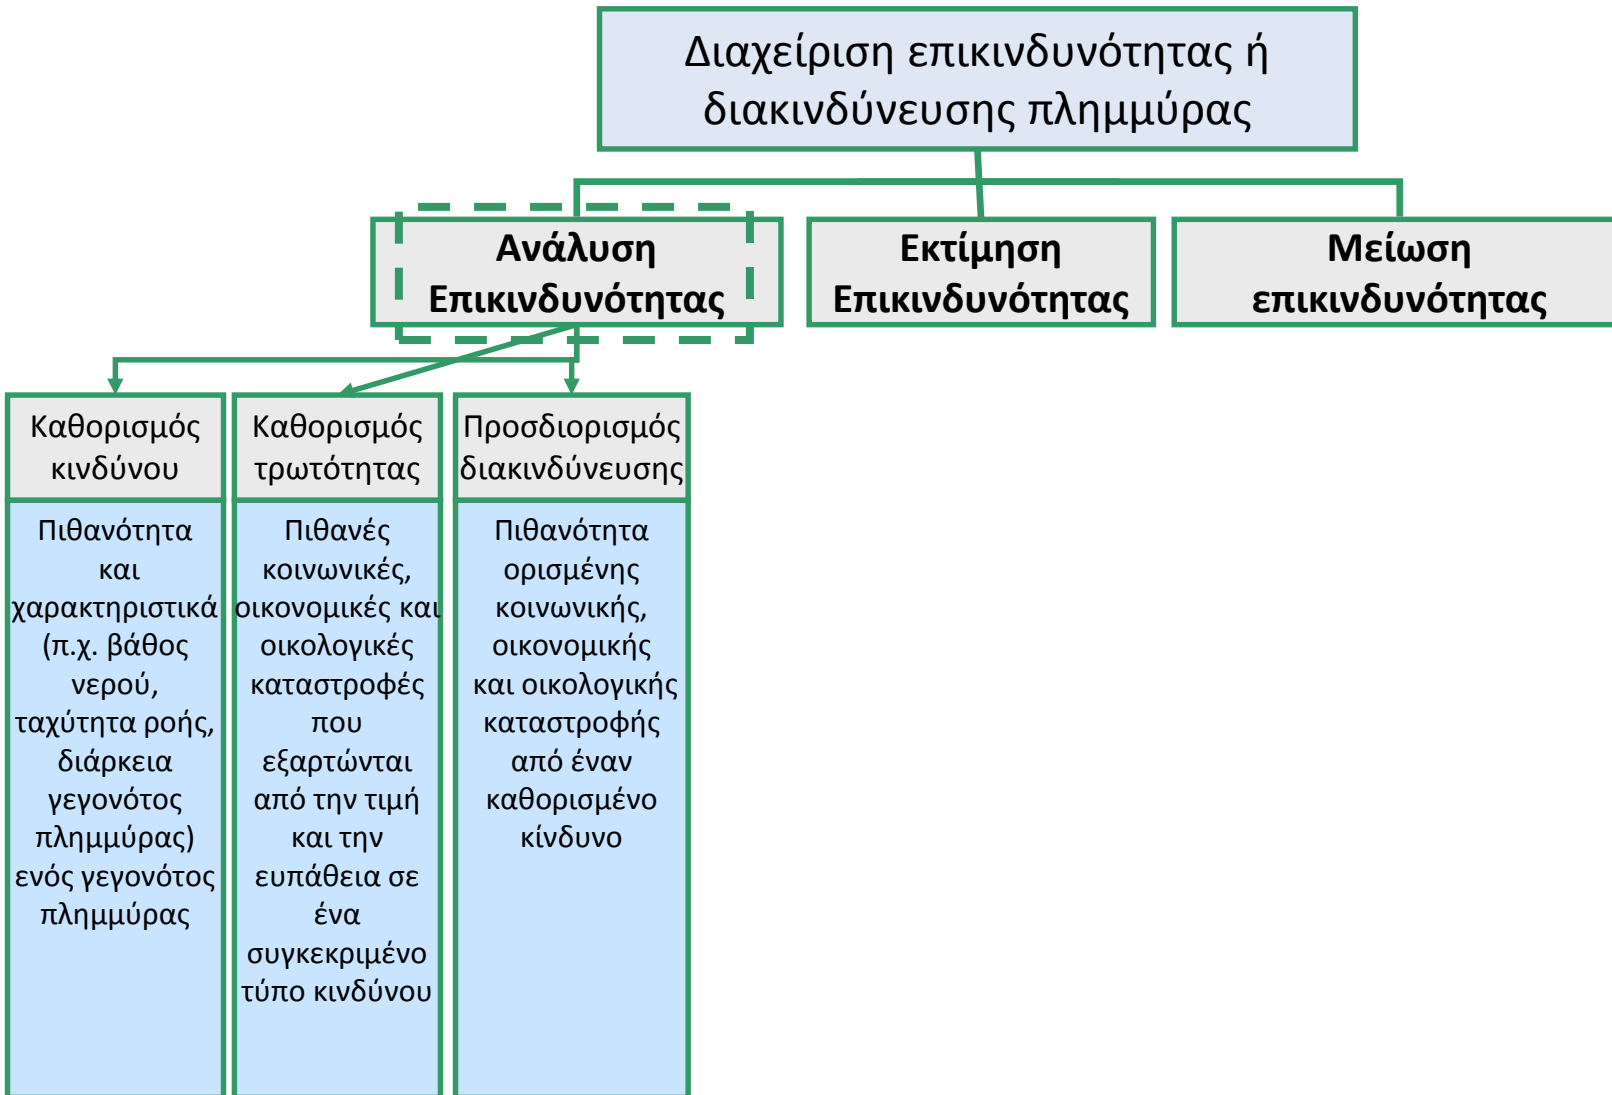 Διαχείριση επικινδυνότητας ή
διακινδύνευσης πλημμύρας
Ανάλυση
Επικινδυνότητας
Εκτίμηση
Επικινδυνότητας
Μείωση
επικινδυνότητας
Καθορισμός
κινδύνου
Πιθανότητα
και
χαρακτηριστικά
(π.χ. βάθος
νερού,
ταχύτητα ροής,
διάρκεια
γεγονότος
πλημμύρας)
ενός γεγονότος
πλημμύρας
Καθορισμός
τρωτότητας
Πιθανές
κοινωνικές,
οικονομικές και
οικολογικές
καταστροφές
που
εξαρτώνται
από την τιμή
και την
ευπάθεια σε
ένα
συγκεκριμένο
τύπο κινδύνου
Προσδιορισμός
διακινδύνευσης
Πιθανότητα
ορισμένης
κοινωνικής,
οικονομικής
και οικολογικής
καταστροφής
από έναν
καθορισμένο
κίνδυνο